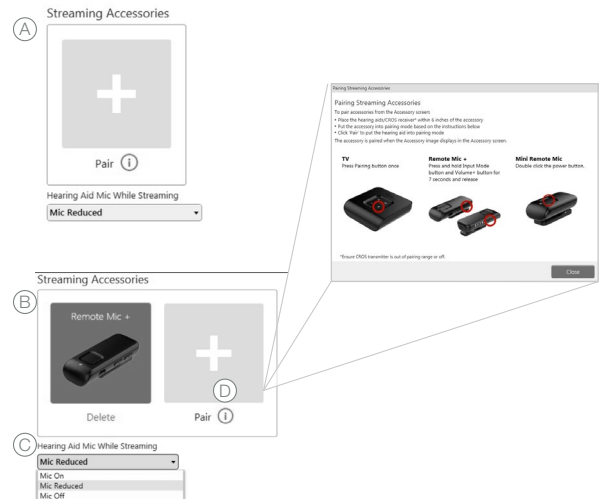 A
Streaming Accessories
Pair i
Hearing Aid Mic While Streaming
Mic Reduced
Pairing Streaming Accessories
Pairing Streaming Accessories
To pair accessories from the Accessory screen:
• Place the hearing aids/CROS receiver* within 6 inches of the accessory
• Put the accessory into pairing mode based on the instructions below
• Click 'Pair' to put the hearing aid into pairing mode
The accessory is paired when the Accessory image displays in the Accessory screen.
TV
Press Pairing button once
Remote Mic +
Press and hold Input Mode
button and Volume+ button for
7 seconds and release
Mini Remote Mic
Double click the power button.
*Ensure CROS transmitter is out of pairing range or off.
Close
Streaming Accessories
B
Remote Mic +
D
Delete
Pair i
C
Hearing Aid Mic While Streaming
Mic Reduced
Mic On
Mic Reduced
Mic Off